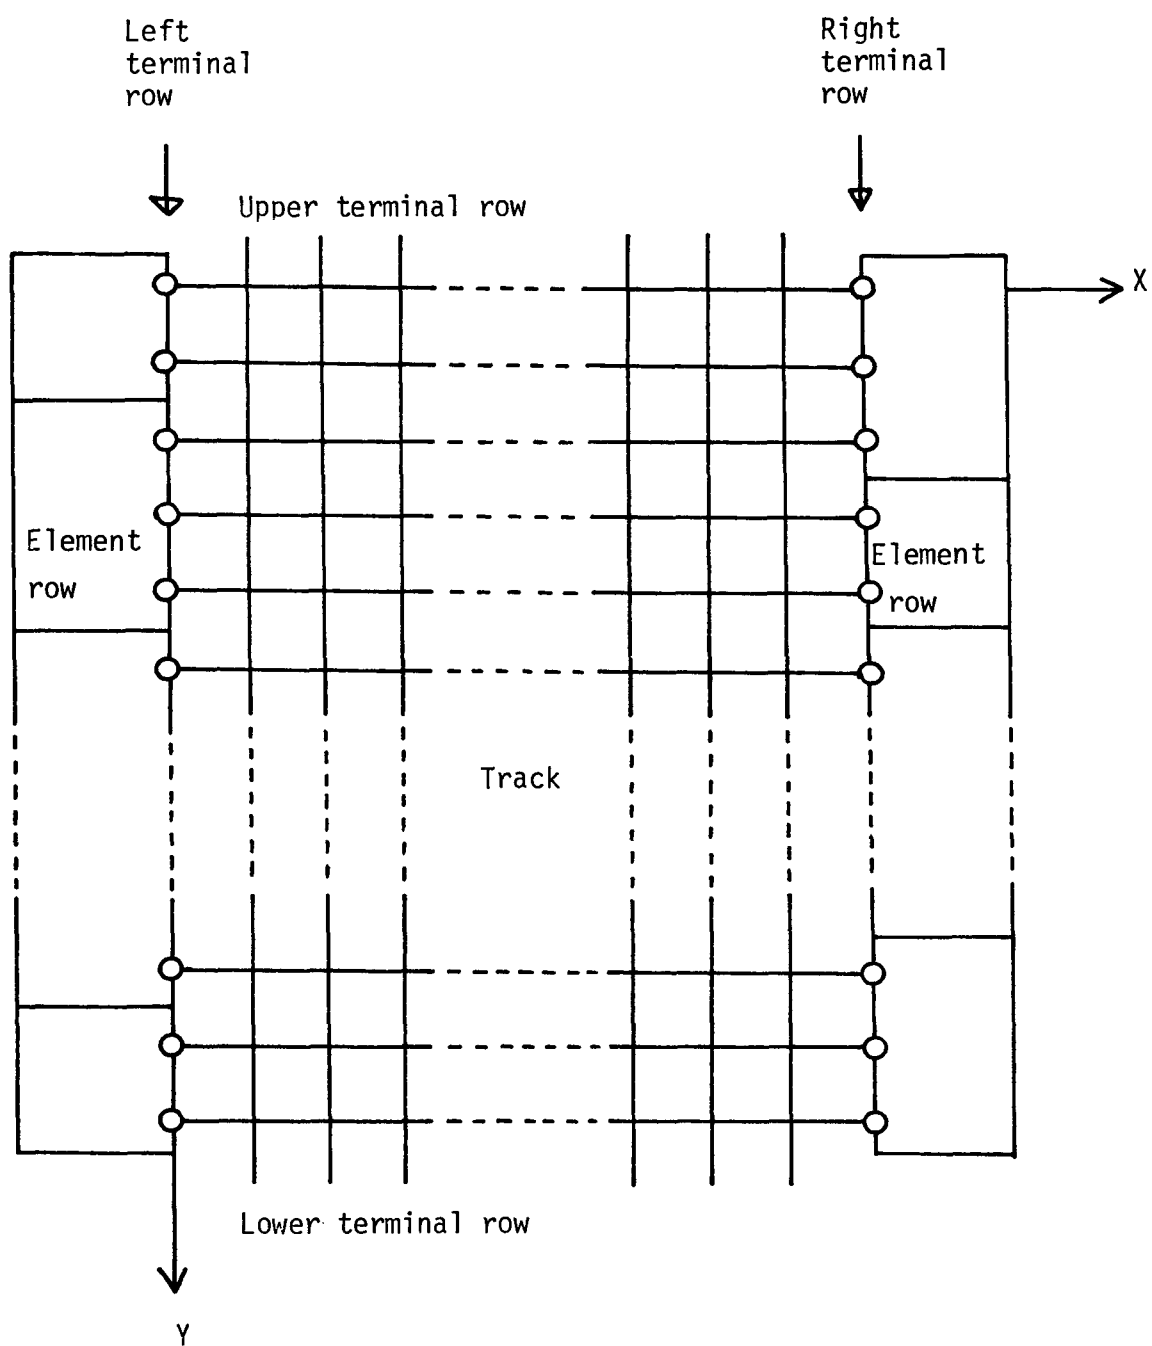 Left
terminal
row
Right
terminal
row
Upper terminal row
X
Element
row
Element
row
Track
Lower terminal row
Y